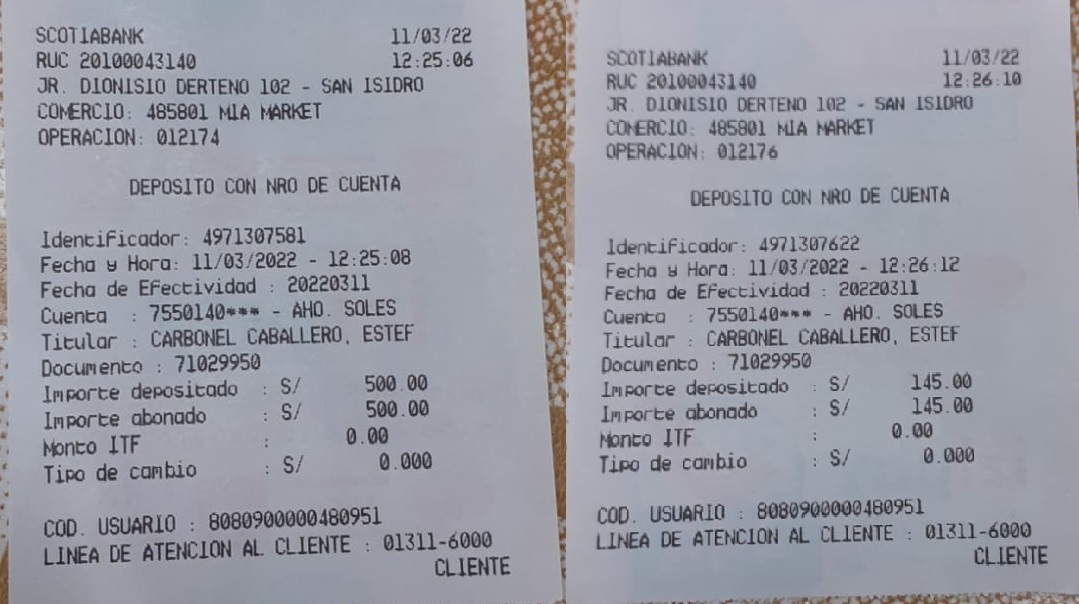 SCOTIABANK 11/03/22
RUC 20100043140 12:25:06
JR. DIONISIO DERTENO 102 - SAN ISIDRO
COMERCIO: 485801 MIA MARKET
OPERACION: 012174
DEPOSITO CON NRO DE CUENTA
Identificador: 4971307581
Fecha y Hora: 11/03/2022 - 12:25:08
Fecha de Efectividad : 20220311
Cuenta : 7550140*** - AHO. SOLES
Titular : CARBONEL CABALLERO, ESTEF
Documento : 71029950
Importe depositado : S/ 500.00
Importe abonado : S/ 500.00
Monto ITF : 0.00
Tipo de cambio : S/ 0.000
COD. USUARIO : 8080900000480951
LINEA DE ATENCION AL CLIENTE : 01311-6000
CLIENTE
SCOTIABANK 11/03/22
RUC 20100043140 12:26:10
JR. DIONISIO DERTENO 102 - SAN ISIDRO
COMERCIO: 485801 MIA MARKET
OPERACION: 012176
DEPOSITO CON NRO DE CUENTA
Identificador: 4971307622
Fecha y Hora: 11/03/2022 - 12:26:12
Fecha de Efectividad : 20220311
Cuenta : 7550140*** - AHO. SOLES
Titular : CARBONEL CABALLERO, ESTEF
Documento : 71029950
Importe depositado : S/ 145.00
Importe abonado : S/ 145.00
Monto ITF : 0.00
Tipo de cambio : S/ 0.000
COD. USUARIO : 8080900000480951
LINEA DE ATENCION AL CLIENTE : 01311-6000
CLIENTE